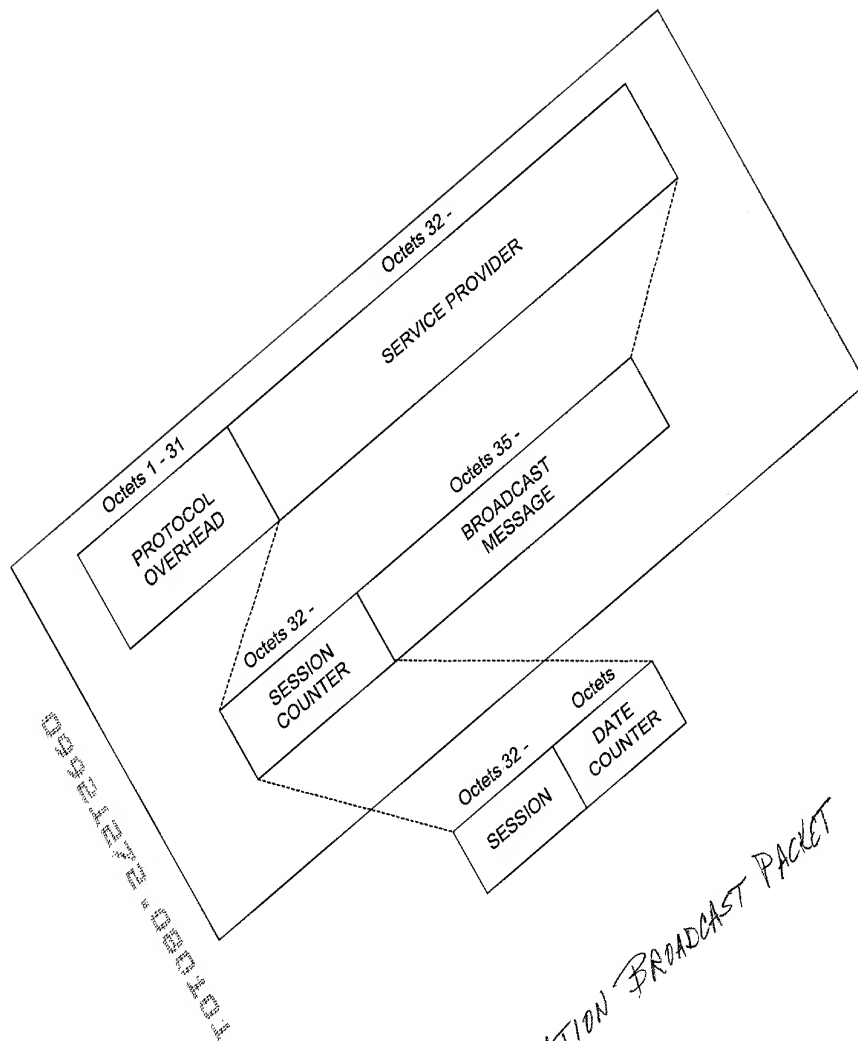 Octets 1 - 31
Octets 32 -
PROTOCOL
OVERHEAD
SERVICE PROVIDER
Octets 32 -
Octets 35 -
SESSION
COUNTER
BROADCAST
MESSAGE
Octets 32 -
Octets
SESSION
DATE
COUNTER
BROADCAST PACKET